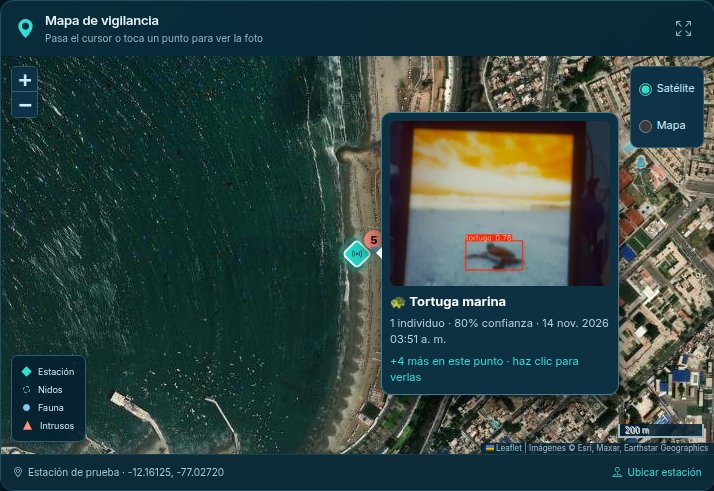 Mapa de vigilancia
Pasa el cursor o toca un punto para ver la foto
+
−
Satélite
Mapa
tortuga 0.78
5
🐢 Tortuga marina
1 individuo · 80% confianza · 14 nov. 2026
03:51 a. m.
+4 más en este punto · haz clic para
verlas
Estación
Nidos
Fauna
Intrusos
200 m
Leaflet | Imágenes © Esri, Maxar, Earthstar Geographics
Estación de prueba · -12.16125, -77.02720
Ubicar estación